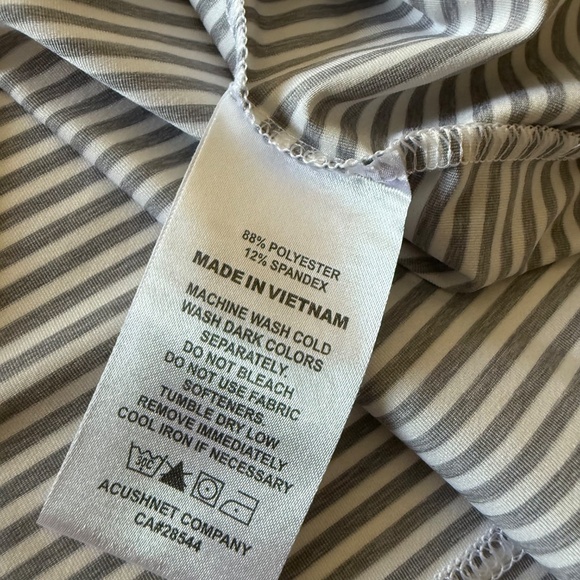 88% POLYESTER
12% SPANDEX
MADE IN VIETNAM
MACHINE WASH COLD
WASH DARK COLORS
SEPARATELY.
DO NOT BLEACH
DO NOT USE FABRIC
SOFTENERS.
TUMBLE DRY LOW
REMOVE IMMEDIATELY
COOL IRON IF NECESSARY
30C
ACUSHNET COMPANY
CA#28544